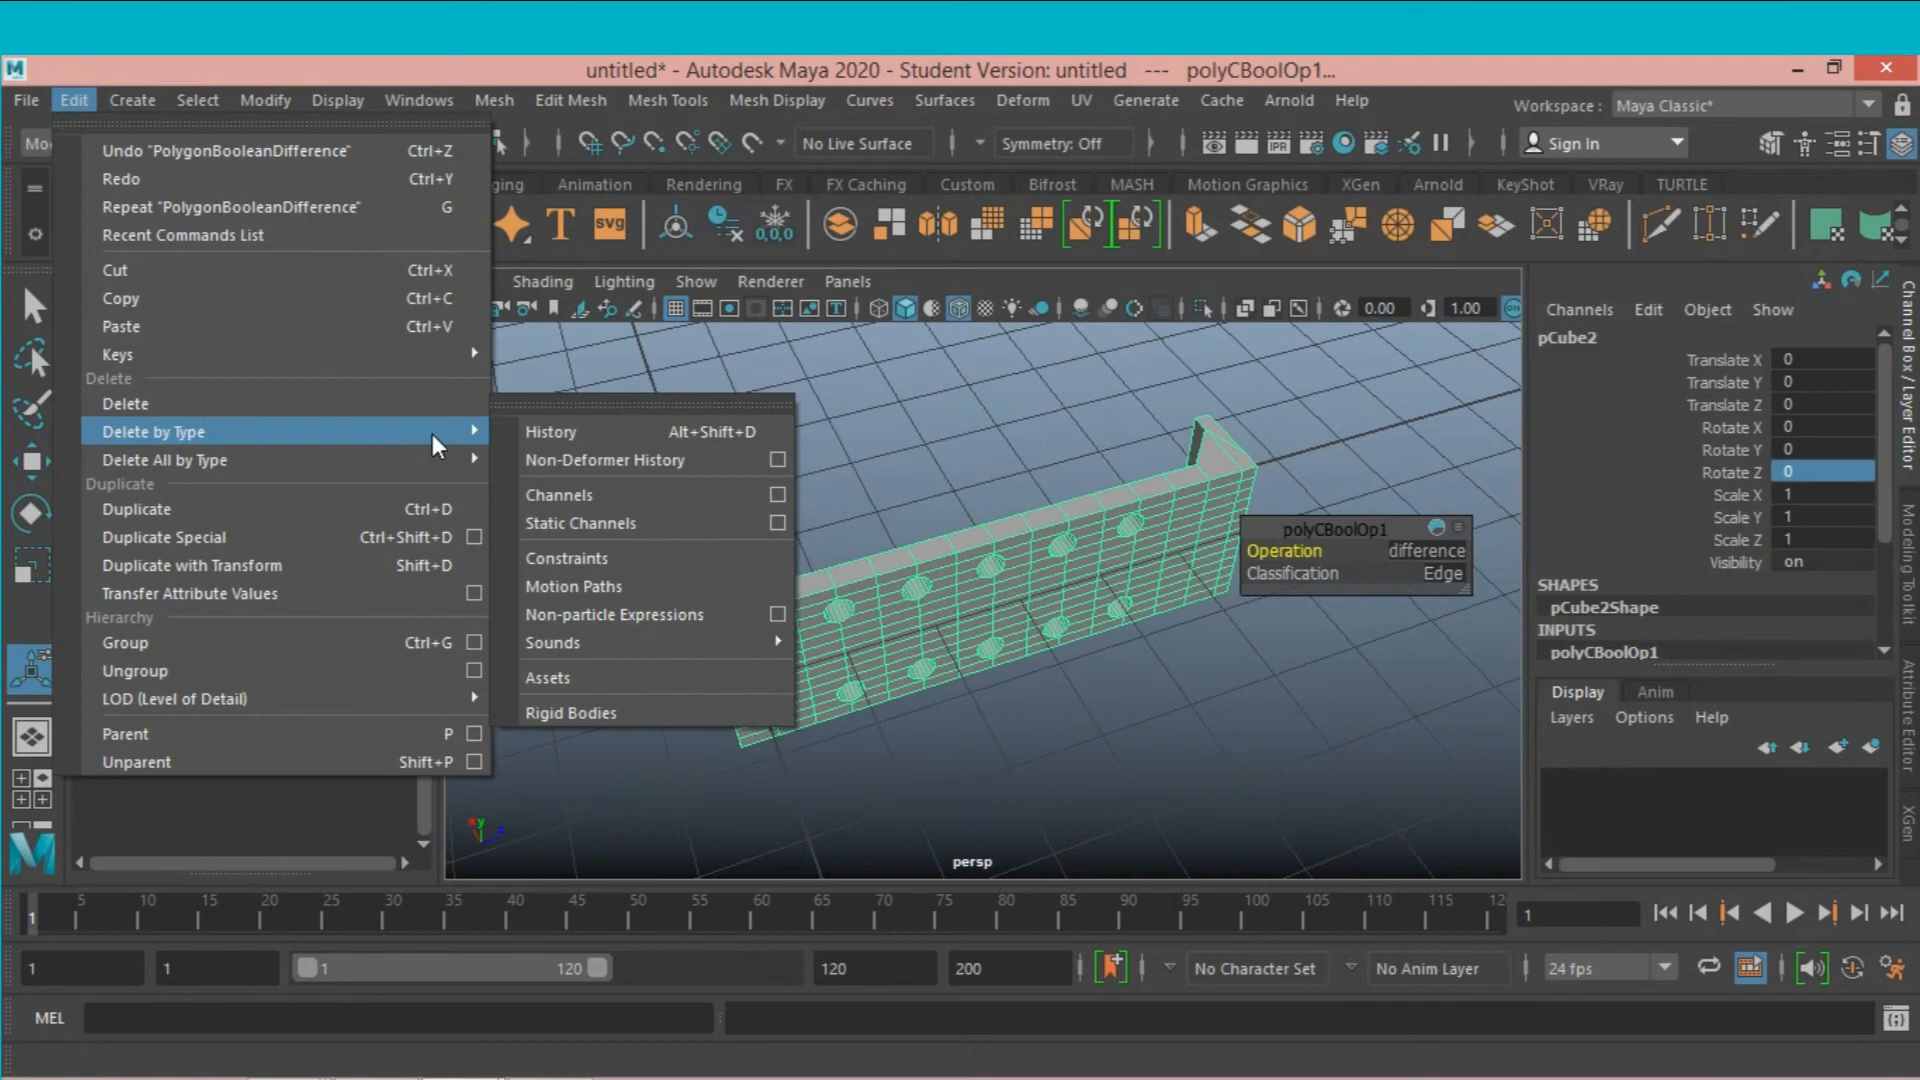 untitled* - Autodesk Maya 2020 - Student Version: untitled   ---   polyCBoolOp1...
File Edit Create Select Modify Display Windows Mesh Edit Mesh Mesh Tools Mesh Display Curves Surfaces Deform UV Generate Cache Arnold Help
Workspace : Maya Classic*
No Live Surface
Symmetry: Off
IPR
Sign In
Animation Rendering FX FX Caching Custom Bifrost MASH Motion Graphics XGen Arnold KeyShot VRay TURTLE
T
SVG
0,0,0
Undo "PolygonBooleanDifference" Ctrl+Z
Redo Ctrl+Y
Repeat "PolygonBooleanDifference" G
Recent Commands List
Cut Ctrl+X
Copy Ctrl+C
Paste Ctrl+V
Keys
Delete
Delete
Delete by Type
Delete All by Type
Duplicate
Duplicate Ctrl+D
Duplicate Special Ctrl+Shift+D
Duplicate with Transform Shift+D
Transfer Attribute Values
Hierarchy
Group Ctrl+G
Ungroup
LOD (Level of Detail)
Parent P
Unparent Shift+P
History Alt+Shift+D
Non-Deformer History
Channels
Static Channels
Constraints
Motion Paths
Non-particle Expressions
Sounds
Assets
Rigid Bodies
Shading Lighting Show Renderer Panels
0.00
1.00
polyCBoolOp1
Operation difference
Classification Edge
persp
Channels Edit Object Show
pCube2
Translate X 0
Translate Y 0
Translate Z 0
Rotate X 0
Rotate Y 0
Rotate Z 0
Scale X 1
Scale Y 1
Scale Z 1
Visibility on
SHAPES
pCube2Shape
INPUTS
polyCBoolOp1
Display Anim
Layers Options Help
Channel Box / Layer Editor
Modeling Toolkit
Attribute Editor
XGen
1 5 10 15 20 25 30 35 40 45 50 55 60 65 70 75 80 85 90 95 100 105 110 115
1
1 1 1 120 120 200
No Character Set
No Anim Layer
24 fps
MEL